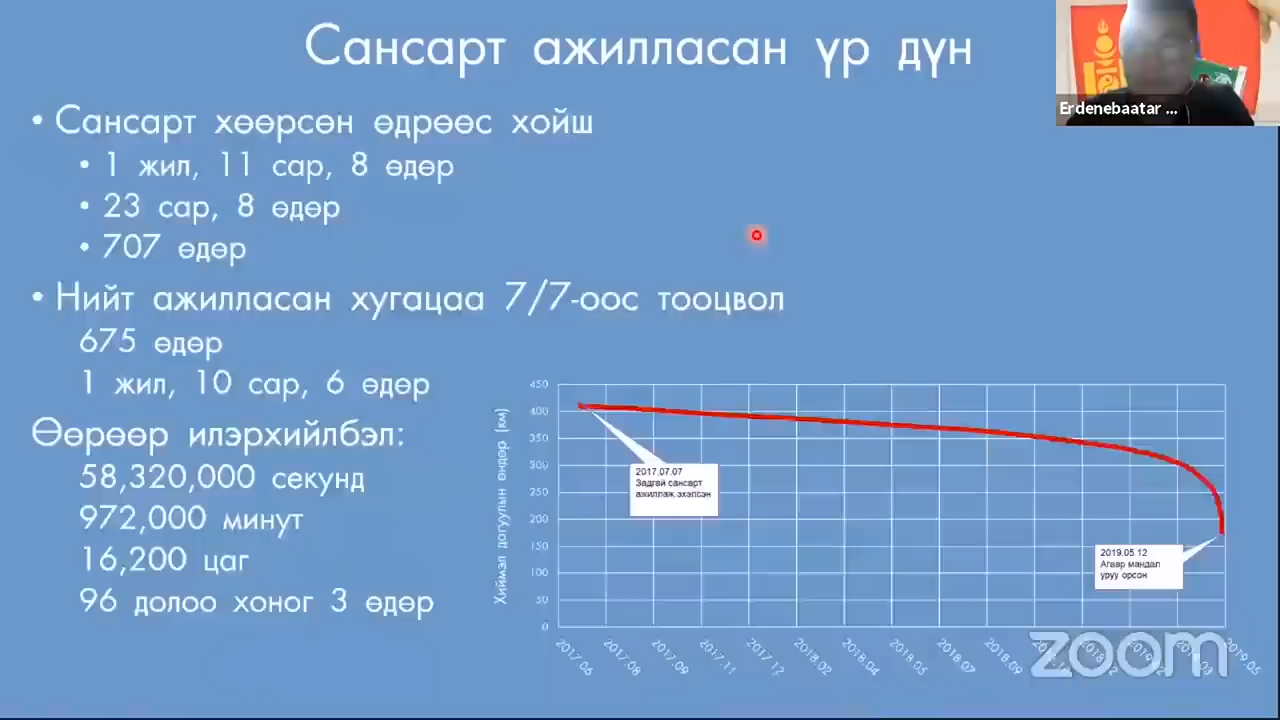 Сансарт ажилласан үр дүн
Erdenebaatar ...
• Сансарт хөөрсөн өдрөөс хойш
• 1 жил, 11 сар, 8 өдөр
• 23 сар, 8 өдөр
• 707 өдөр
• Нийт ажилласан хугацаа 7/7-оос тооцвол
675 өдөр
1 жил, 10 сар, 6 өдөр
Өөрөөр илэрхийлбэл:
58,320,000 секунд
972,000 минут
16,200 цаг
96 долоо хоног 3 өдөр
Хиймэл дагуулын өндөр (км)
450
400
350
300
250
200
150
100
50
0
2017.07.07
Задгай сансарт
ажиллаж эхэлсэн
2019.05.12
Агаар мандал
уруу орсон
2017.06
2017.08
2017.09
2017.11
2017.12
2018.02
2018.04
2018.05
2018.07
2018.09
2019.05
zoom